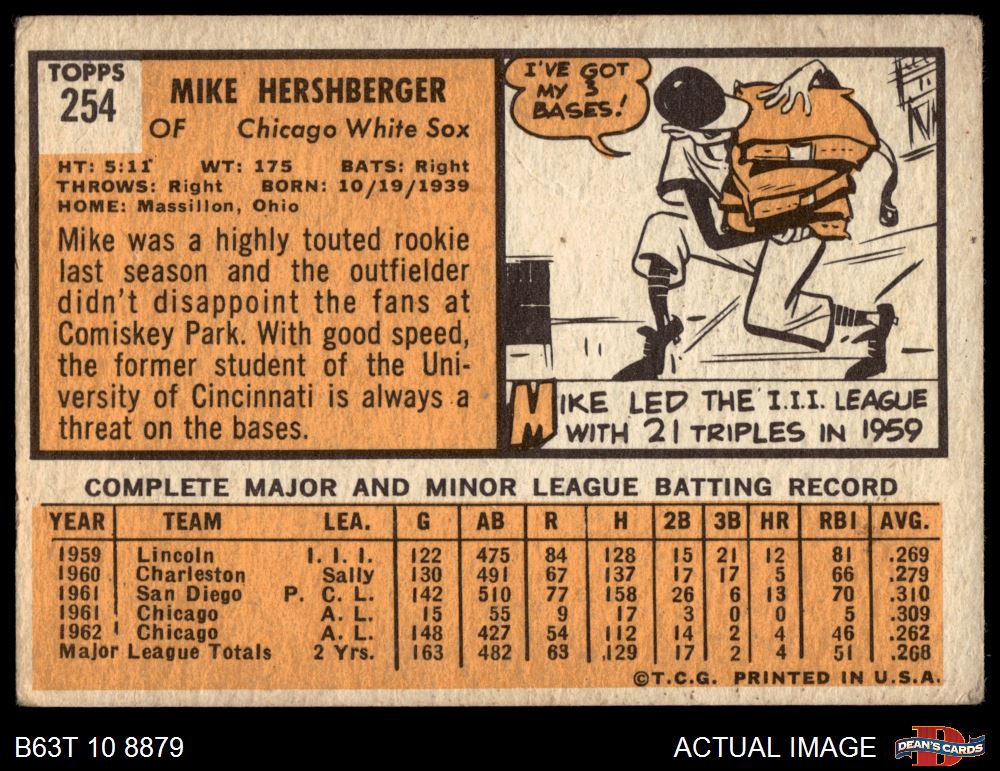 TOPPS
254
MIKE HERSHBERGER
OF Chicago White Sox
HT: 5:11 WT: 175 BATS: Right
THROWS: Right BORN: 10/19/1939
HOME: Massillon, Ohio
Mike was a highly touted rookie
last season and the outfielder
didn't disappoint the fans at
Comiskey Park. With good speed,
the former student of the Uni-
versity of Cincinnati is always a
threat on the bases.
I'VE GOT
MY 3
BASES!
MIKE LED THE I.I.I. LEAGUE
WITH 21 TRIPLES IN 1959
COMPLETE MAJOR AND MINOR LEAGUE BATTING RECORD
YEAR TEAM LEA. G AB R H 2B 3B HR RBI AVG.
1959 Lincoln I. I. I. 122 475 84 128 15 21 12 81 .269
1960 Charleston Sally 130 491 67 137 17 17 5 66 .279
1961 San Diego P. C. L. 142 510 77 158 26 6 13 70 .310
1961 Chicago A. L. 15 55 9 17 3 0 0 5 .309
1962 Chicago A. L. 148 427 54 112 14 2 4 46 .262
Major League Totals 2 Yrs. 163 482 63 129 17 2 4 51 .268
©T.C.G. PRINTED IN U.S.A.
B63T 10 8879
ACTUAL IMAGE
DEAN'S CARDS